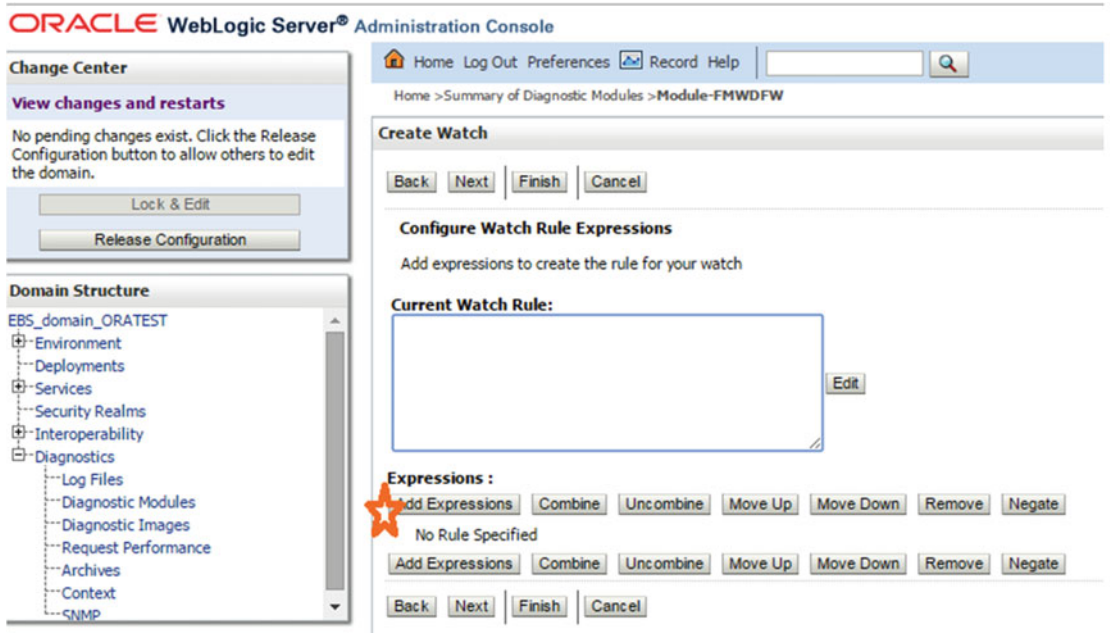 ORACLE WebLogic Server® Administration Console
Change Center
View changes and restarts
No pending changes exist. Click the Release
Configuration button to allow others to edit
the domain.
Lock & Edit
Release Configuration
Domain Structure
EBS_domain_ORATEST
Environment
Deployments
Services
Security Realms
Interoperability
Diagnostics
Log Files
Diagnostic Modules
Diagnostic Images
Request Performance
Archives
Context
SNMP
Home Log Out Preferences Record Help
Home >Summary of Diagnostic Modules >Module-FMWDFW
Create Watch
Back Next Finish Cancel
Configure Watch Rule Expressions
Add expressions to create the rule for your watch
Current Watch Rule:
Edit
Expressions :
Add Expressions Combine Uncombine Move Up Move Down Remove Negate
No Rule Specified
Add Expressions Combine Uncombine Move Up Move Down Remove Negate
Back Next Finish Cancel